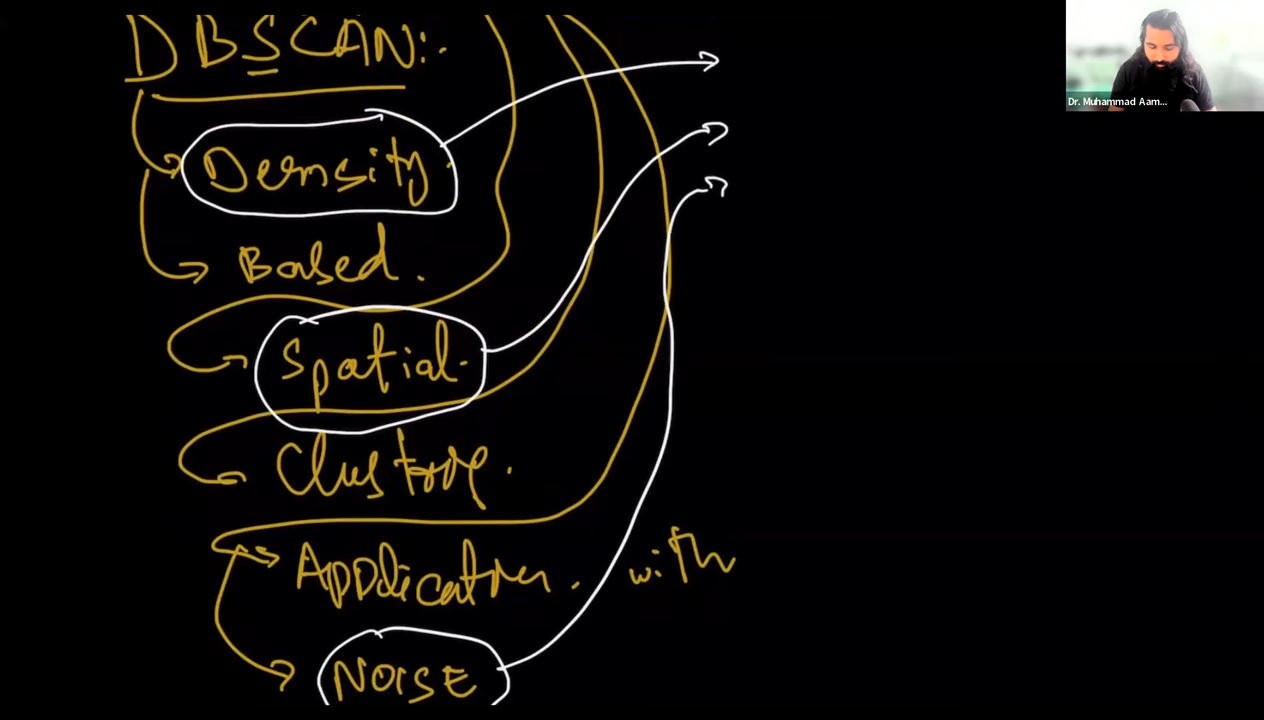 DBSCAN:-
Density
Based.
Spatial.
Clustering.
Application. with
NOISE
Dr. Muhammad Aam...